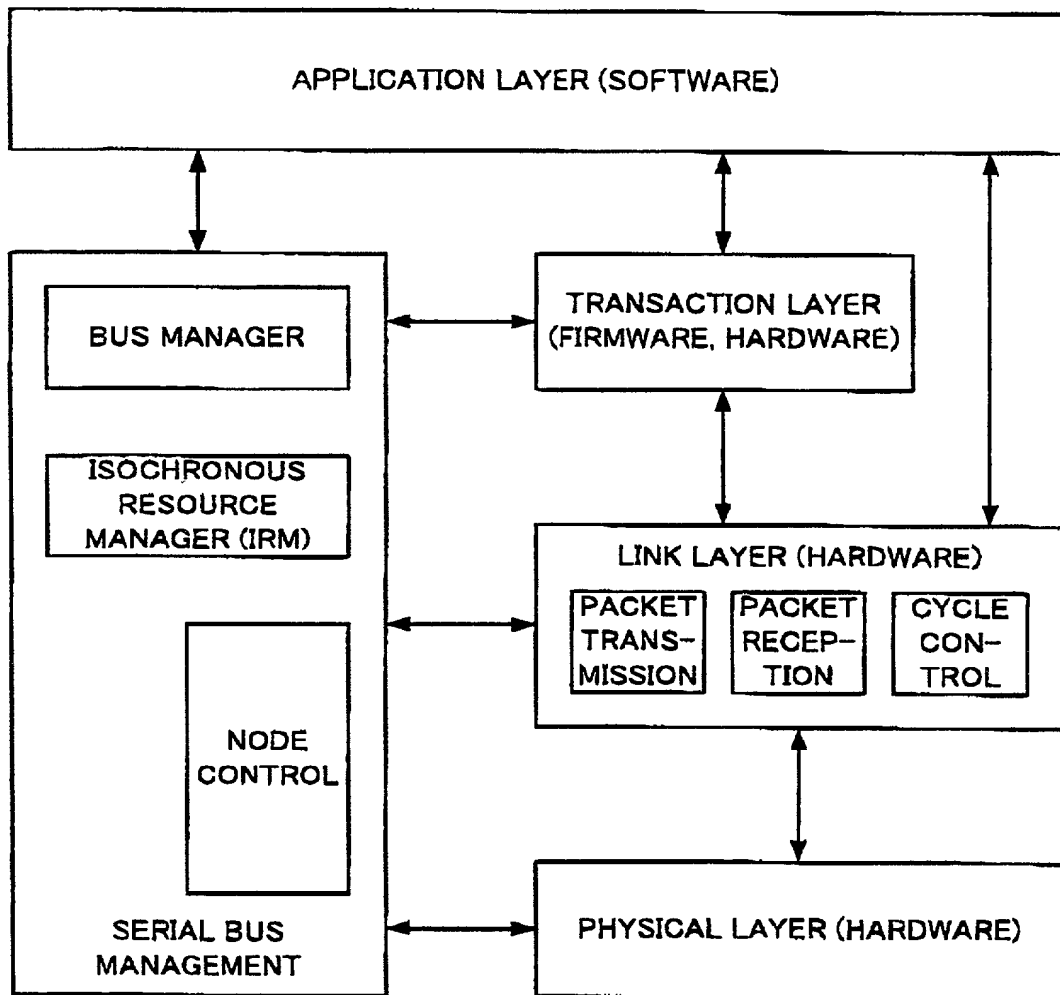 APPLICATION LAYER (SOFTWARE)
BUS MANAGER
ISOCHRONOUS
RESOURCE
MANAGER (IRM)
NODE
CONTROL
SERIAL BUS
MANAGEMENT
TRANSACTION LAYER
(FIRMWARE, HARDWARE)
LINK LAYER (HARDWARE)
PACKET
TRANS-
MISSION
PACKET
RECEP-
TION
CYCLE
CON-
TROL
PHYSICAL LAYER (HARDWARE)